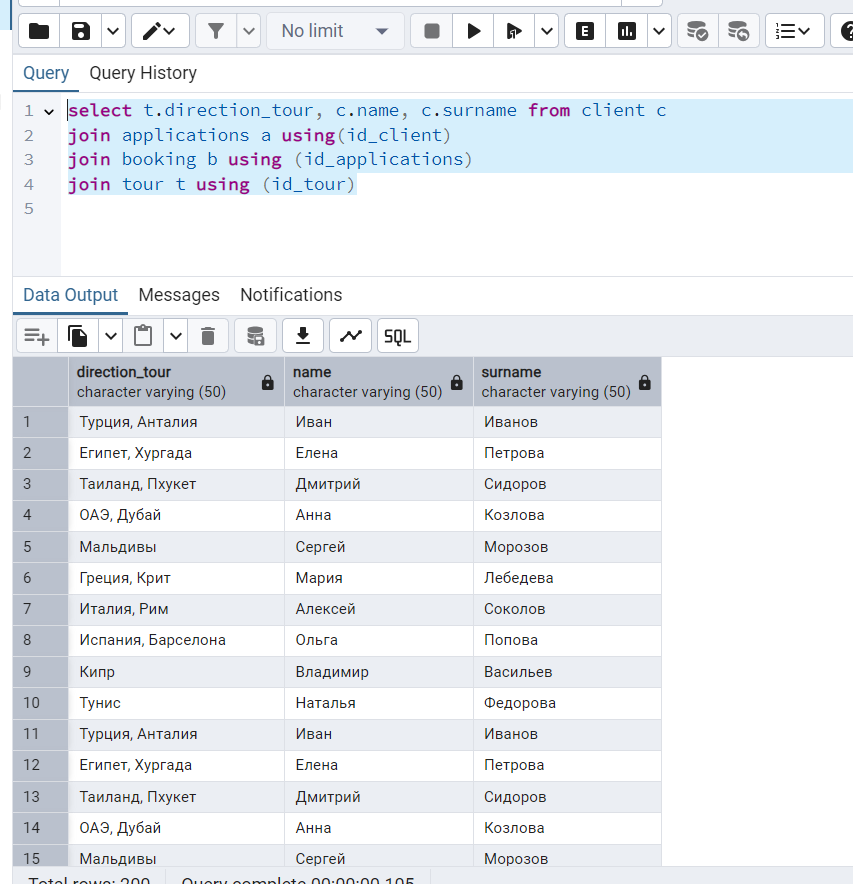 No limit
E
Query Query History
1 select t.direction_tour, c.name, c.surname from client c
2 join applications a using(id_client)
3 join booking b using (id_applications)
4 join tour t using (id_tour)
5
Data Output Messages Notifications
SQL
direction_tour name surname
character varying (50) character varying (50) character varying (50)
1 Турция, Анталия Иван Иванов
2 Египет, Хургада Елена Петрова
3 Таиланд, Пхукет Дмитрий Сидоров
4 ОАЭ, Дубай Анна Козлова
5 Мальдивы Сергей Морозов
6 Греция, Крит Мария Лебедева
7 Италия, Рим Алексей Соколов
8 Испания, Барселона Ольга Попова
9 Кипр Владимир Васильев
10 Тунис Наталья Федорова
11 Турция, Анталия Иван Иванов
12 Египет, Хургада Елена Петрова
13 Таиланд, Пхукет Дмитрий Сидоров
14 ОАЭ, Дубай Анна Козлова
15 Мальдивы Сергей Морозов
Total rows: 200 Query complete 00:00:00.105